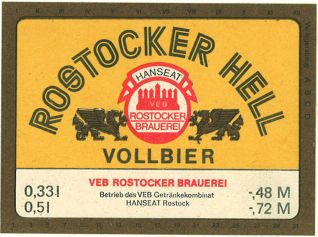 ROSTOCKER HELL
HANSEAT
VEB
ROSTOCKER
BRAUEREI
VOLLBIER
VEB ROSTOCKER BRAUEREI
0,33 l
Betrieb des VEB Getränkekombinat
-,48 M
0,5 l
HANSEAT Rostock
-,72 M